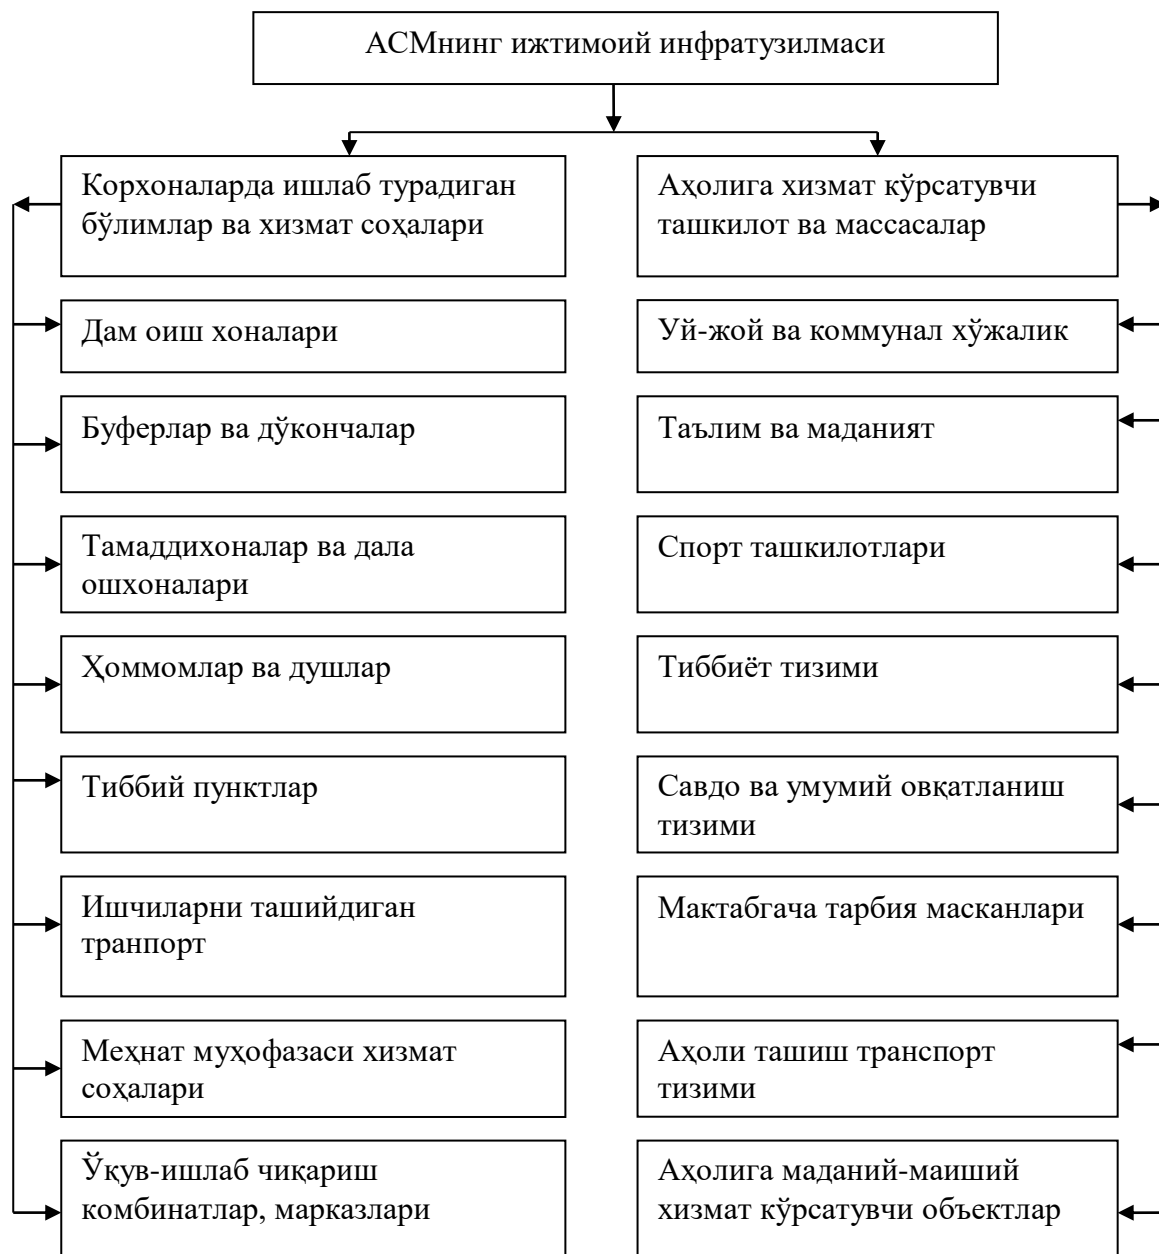 АСМнинг ижтимоий инфратузилмаси
Корхоналарда ишлаб турадиган
бўлимлар ва хизмат соҳалари
Дам оиш хоналари
Буферлар ва дўкончалар
Тамаддихоналар ва дала
ошхоналари
Ҳоммомлар ва душлар
Тиббий пунктлар
Ишчиларни ташийдиган
транпорт
Меҳнат муҳофазаси хизмат
соҳалари
Ўқув-ишлаб чиқариш
комбинатлар, марказлари
Аҳолига хизмат кўрсатувчи
ташкилот ва массасалар
Уй-жой ва коммунал хўжалик
Таълим ва маданият
Спорт ташкилотлари
Тиббиёт тизими
Савдо ва умумий овқатланиш
тизими
Мактабгача тарбия масканлари
Аҳоли ташиш транспорт
тизими
Аҳолига маданий-маиший
хизмат кўрсатувчи объектлар